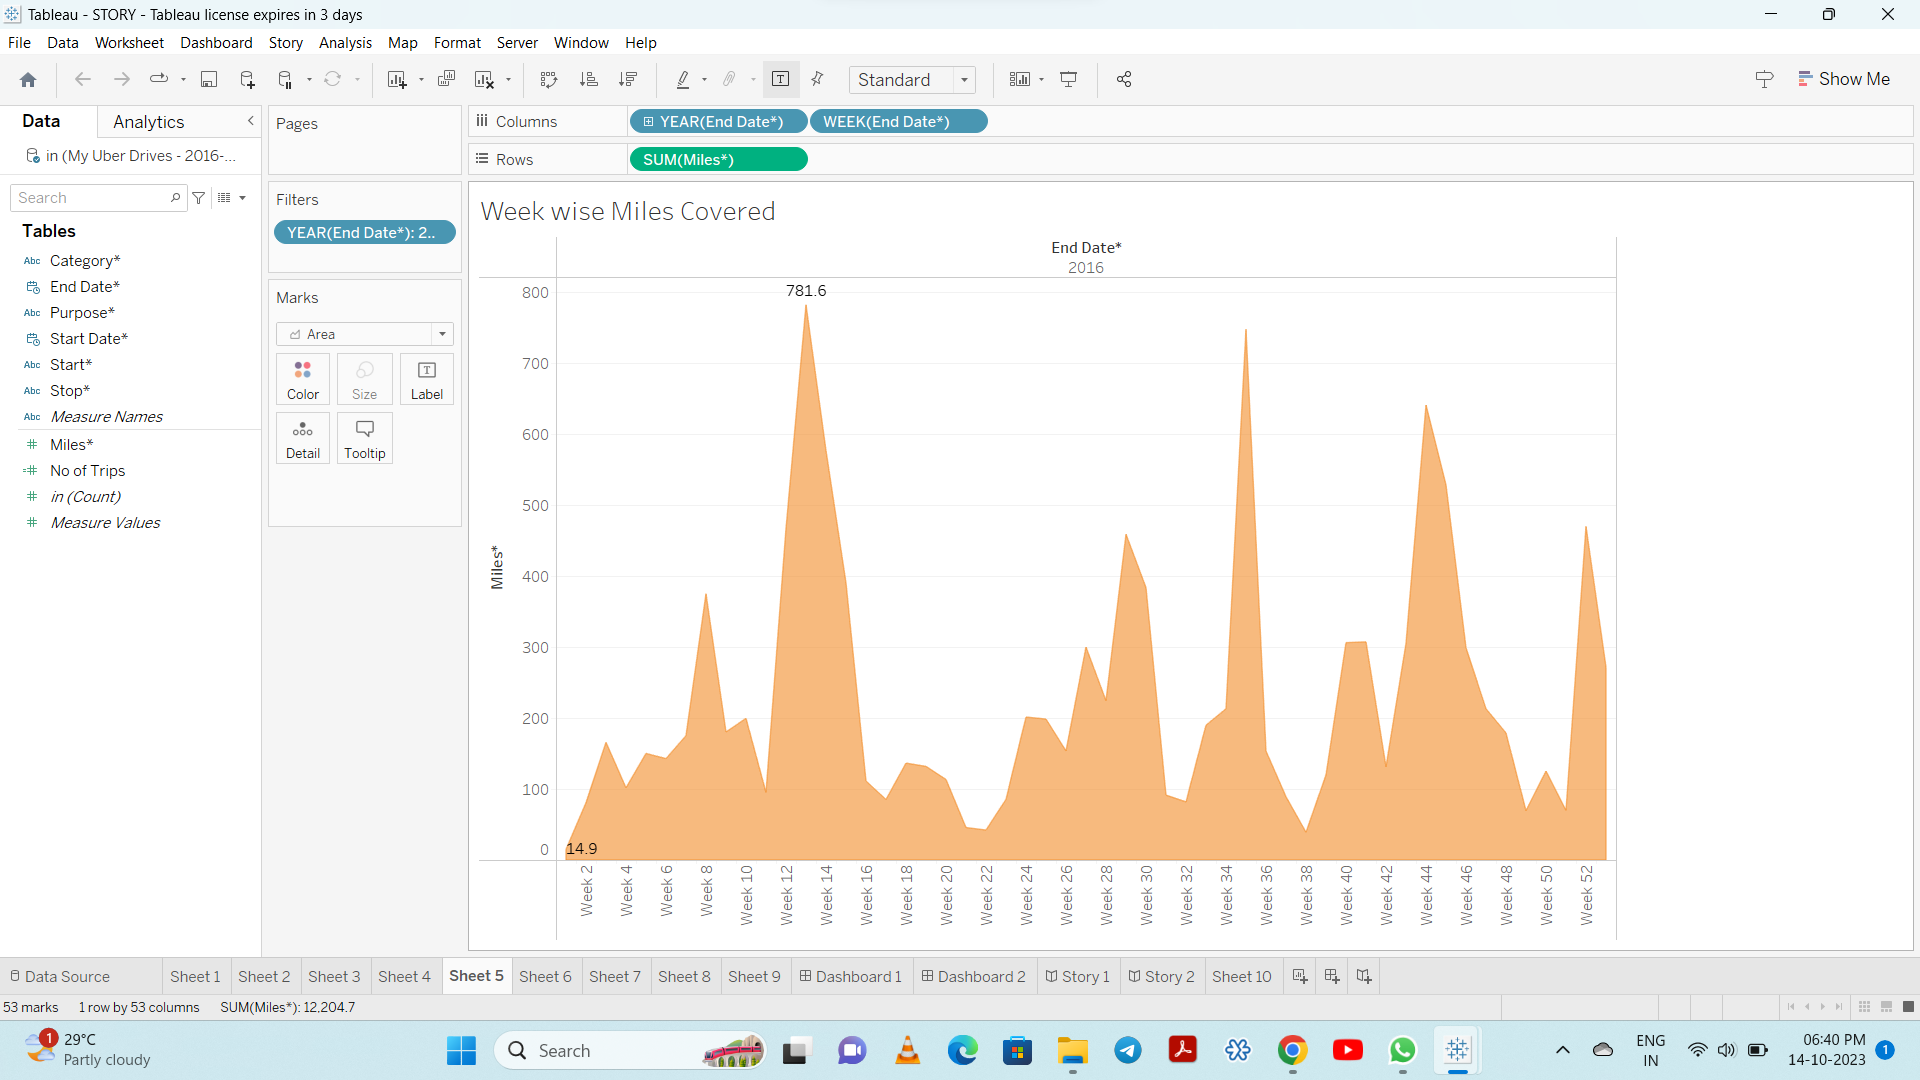 Tableau - STORY - Tableau license expires in 3 days
File Data Worksheet Dashboard Story Analysis Map Format Server Window Help
Standard
Show Me
Data Analytics
in (My Uber Drives - 2016-...
Search
Tables
Abc Category*
End Date*
Abc Purpose*
Start Date*
Abc Start*
Abc Stop*
Abc Measure Names
# Miles*
=# No of Trips
# in (Count)
# Measure Values
Pages
Filters
YEAR(End Date*): 2..
Marks
Area
Color Size Label
Detail Tooltip
Columns YEAR(End Date*) WEEK(End Date*)
Rows SUM(Miles*)
Week wise Miles Covered
End Date*
2016
Miles*
800
700
600
500
400
300
200
100
0
781.6
14.9
Week 2
Week 4
Week 6
Week 8
Week 10
Week 12
Week 14
Week 16
Week 18
Week 20
Week 22
Week 24
Week 26
Week 28
Week 30
Week 32
Week 34
Week 36
Week 38
Week 40
Week 42
Week 44
Week 46
Week 48
Week 50
Week 52
Data Source Sheet 1 Sheet 2 Sheet 3 Sheet 4 Sheet 5 Sheet 6 Sheet 7 Sheet 8 Sheet 9 Dashboard 1 Dashboard 2 Story 1 Story 2 Sheet 10
53 marks 1 row by 53 columns SUM(Miles*): 12,204.7
1
29°C
Partly cloudy
Search
ENG
IN
06:40 PM
14-10-2023
1